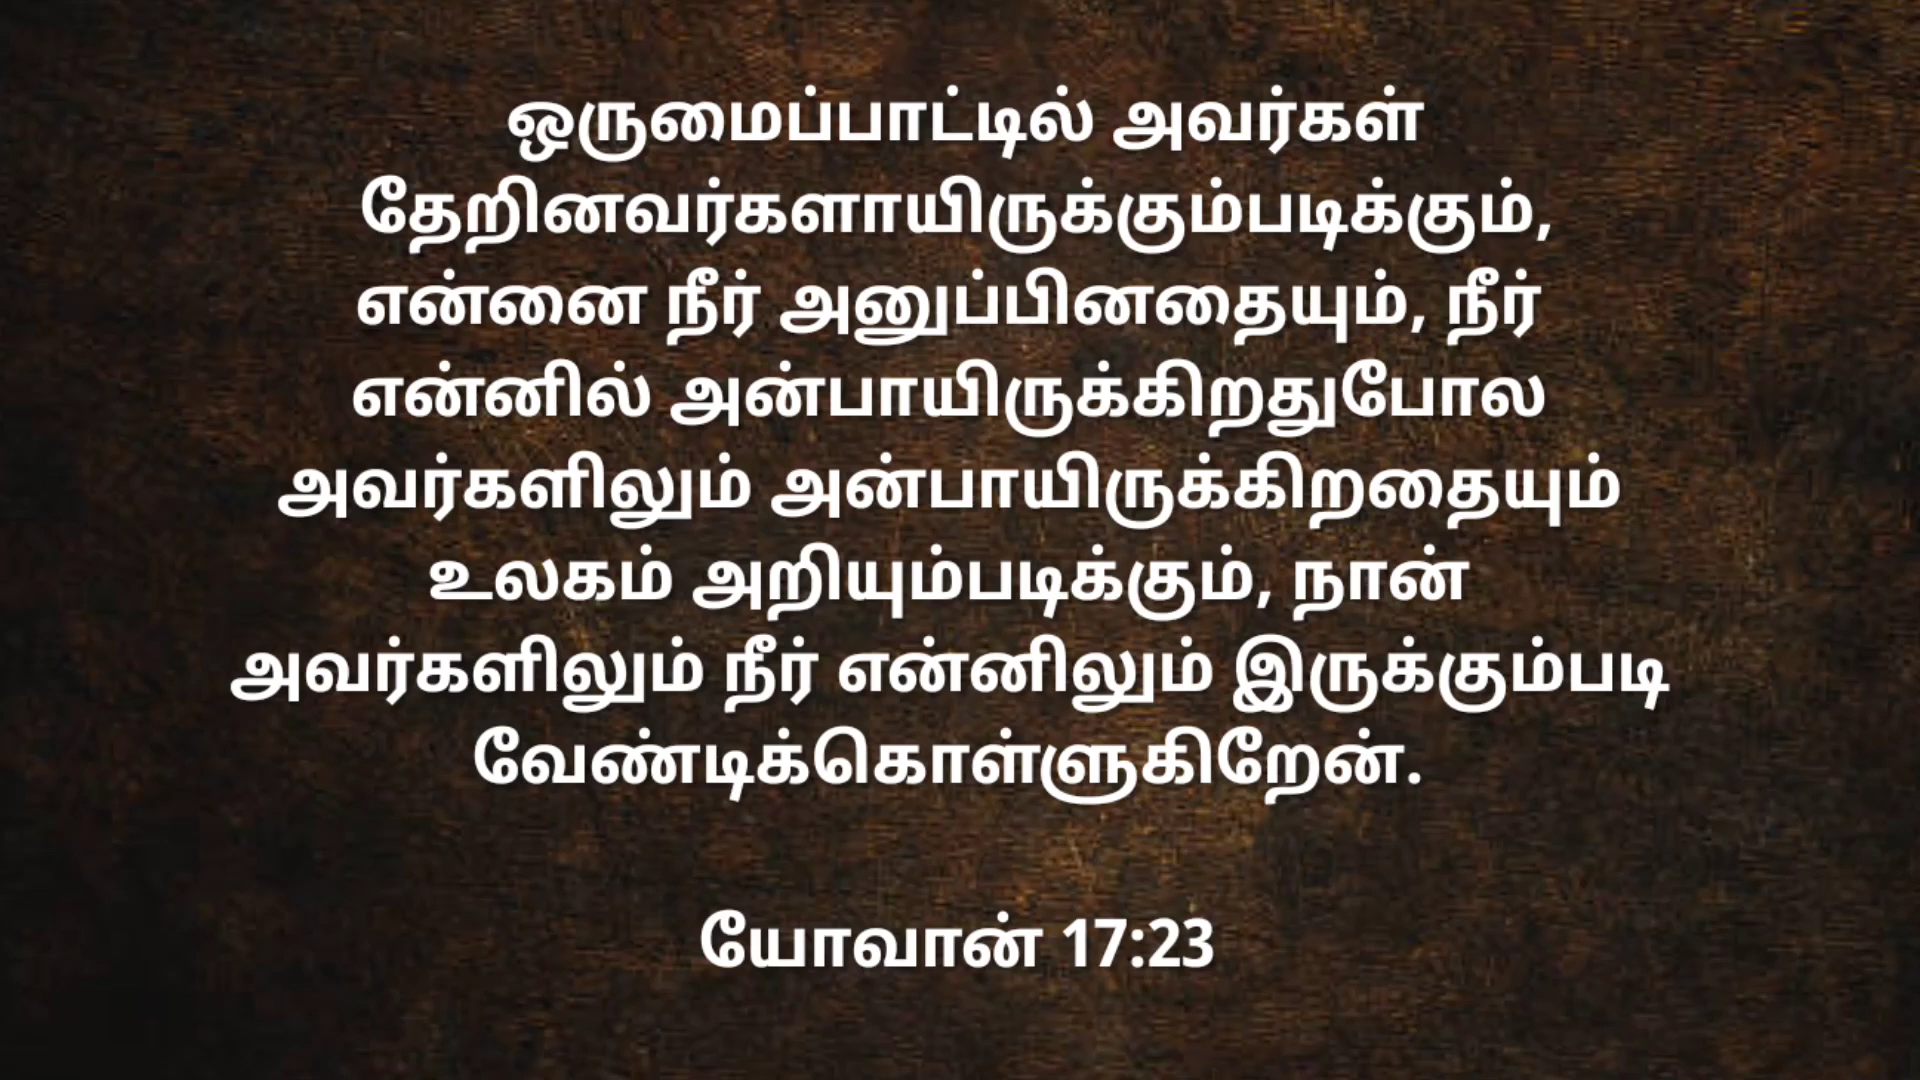 ஒருமைப்பாட்டில் அவர்கள்
தேறினவர்களாயிருக்கும்படிக்கும்,
என்னை நீர் அனுப்பினதையும், நீர்
என்னில் அன்பாயிருக்கிறதுபோல
அவர்களிலும் அன்பாயிருக்கிறதையும்
உலகம் அறியும்படிக்கும், நான்
அவர்களிலும் நீர் என்னிலும் இருக்கும்படி
வேண்டிக்கொள்ளுகிறேன்.
யோவான் 17:23